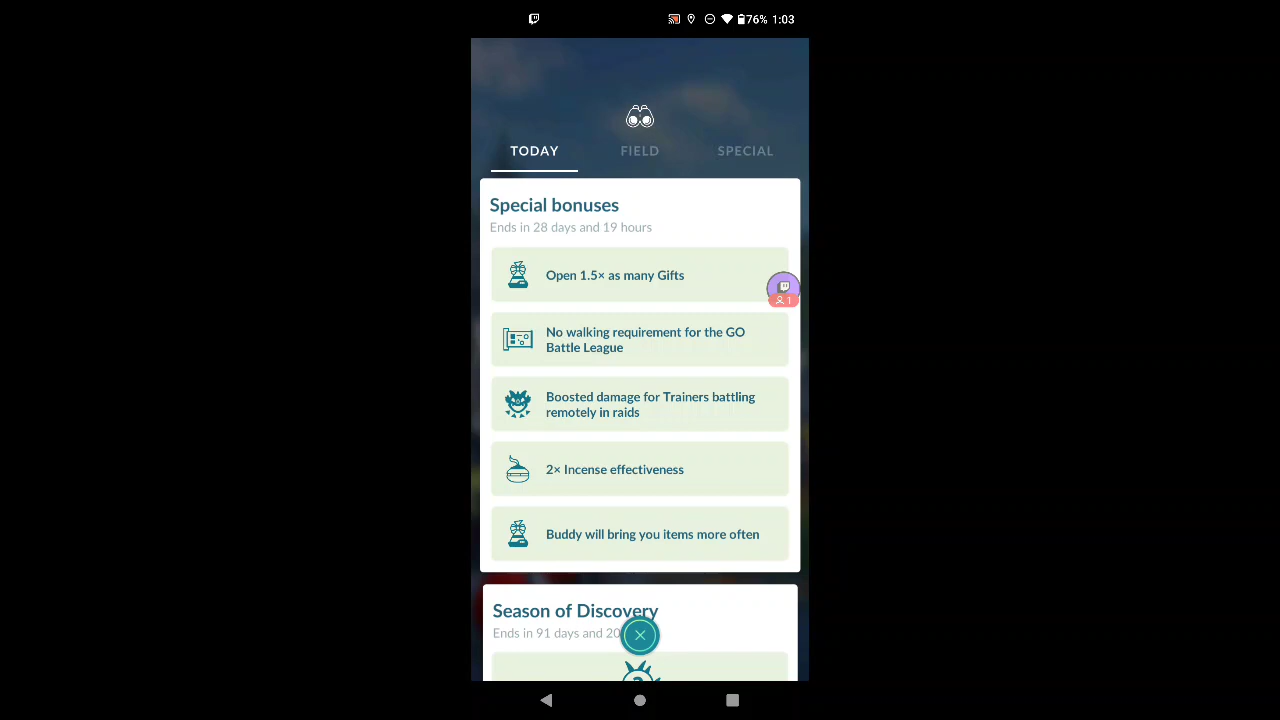 76% 1:03
TODAY FIELD SPECIAL
Special bonuses
Ends in 28 days and 19 hours
Open 1.5× as many Gifts
1
No walking requirement for the GO
Battle League
Boosted damage for Trainers battling
remotely in raids
2× Incense effectiveness
Buddy will bring you items more often
Season of Discovery
Ends in 91 days and 20